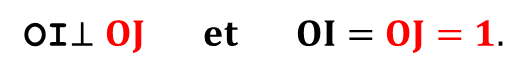 OI⊥ OJ et OI = OJ = 1.